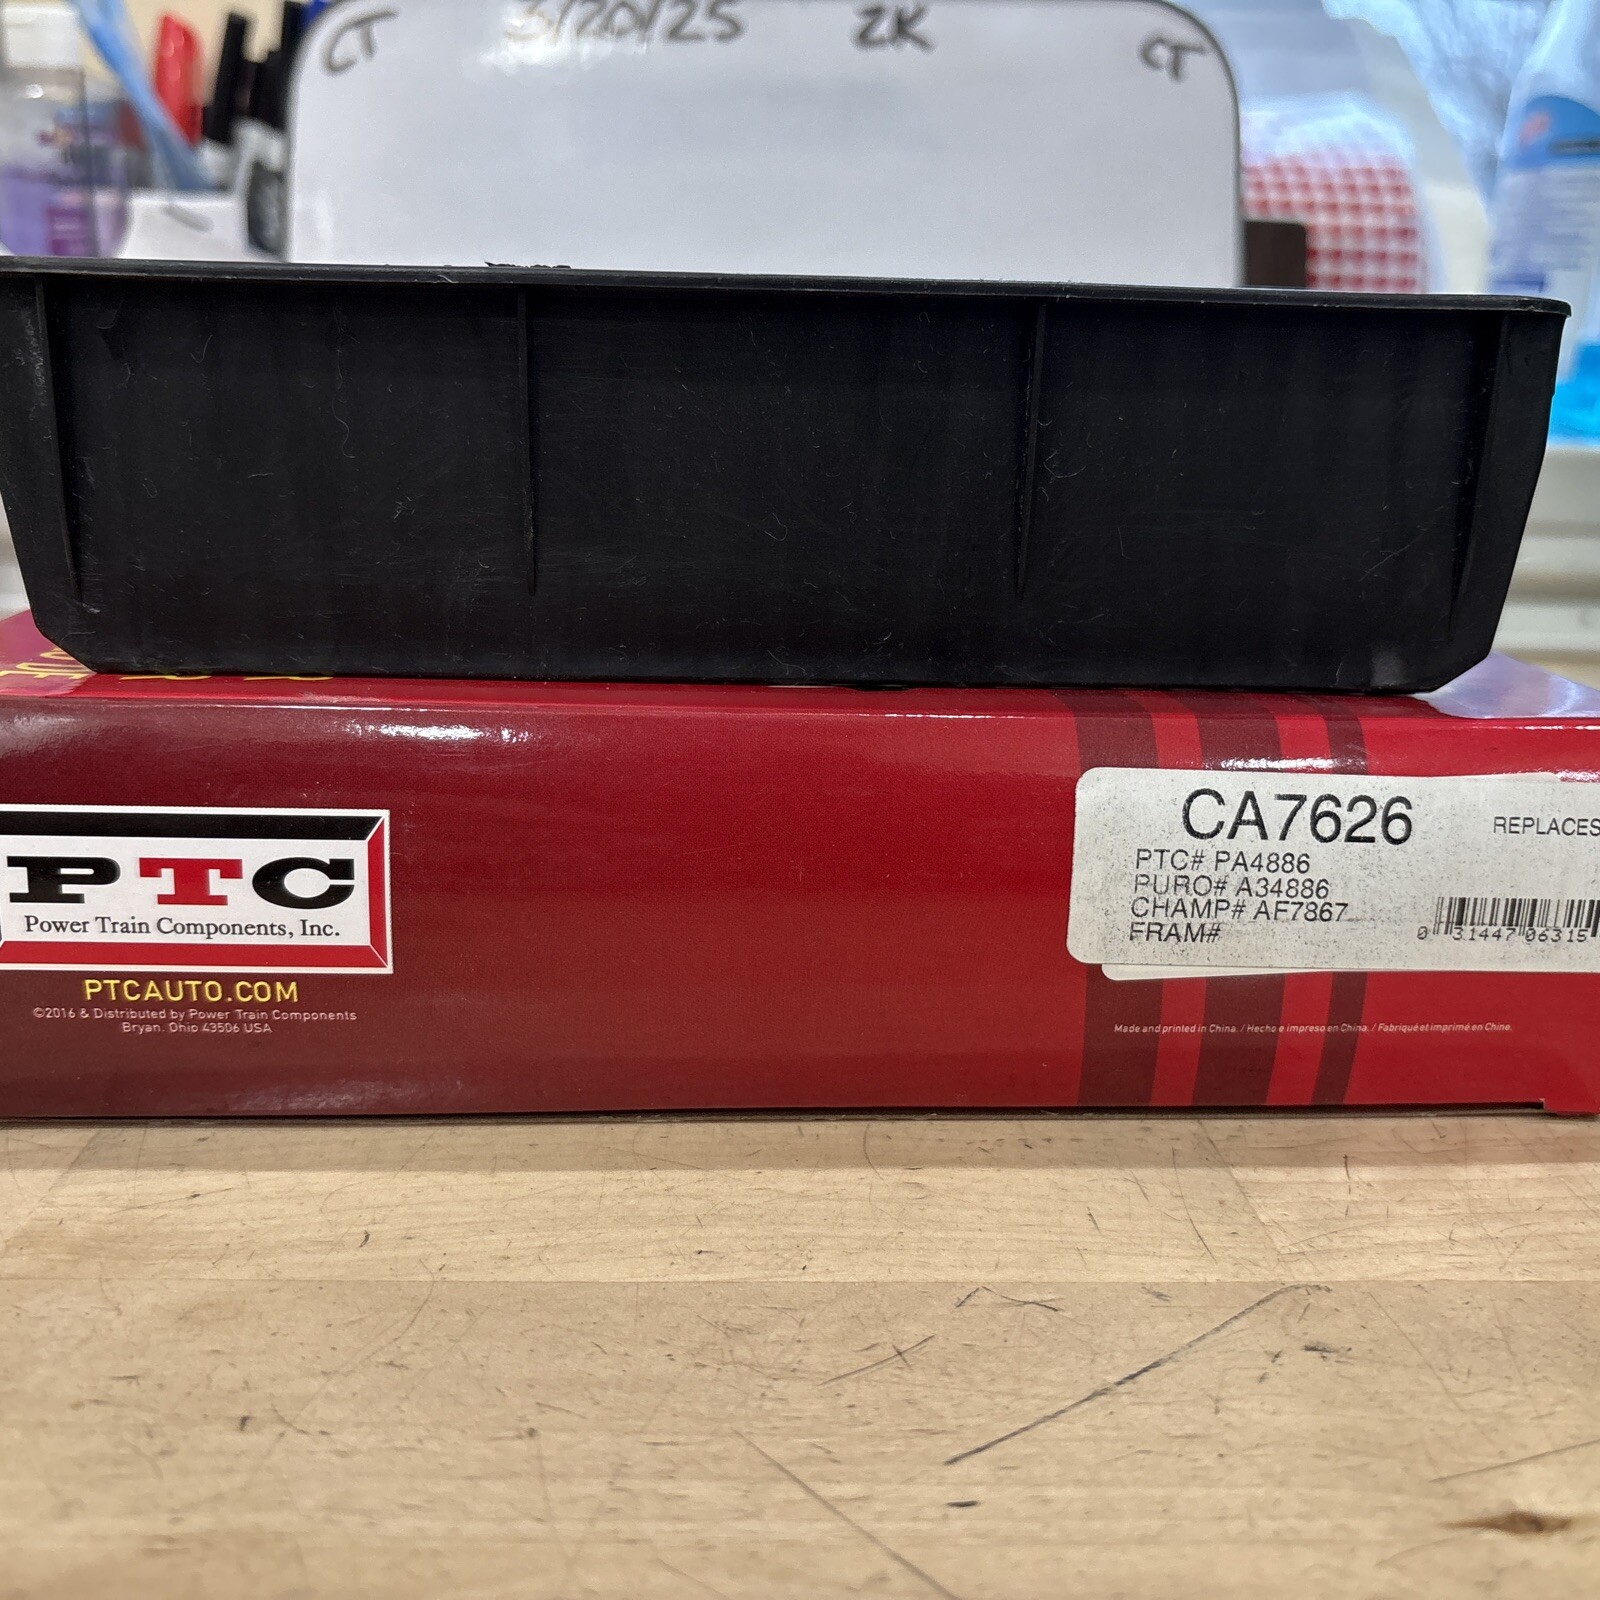 CT 3/20/25 2K CT
CA7626
REPLACES
PTC# PA4886
PURO# A34886
CHAMP# AF7867
FRAM#
0 31447 06315
PTC
Power Train Components, Inc.
PTCAUTO.COM
©2016 & Distributed by Power Train Components
Bryan, Ohio 43506 USA
Made and printed in China. / Hecho e impreso en China. / Fabriqué et imprimé en Chine.